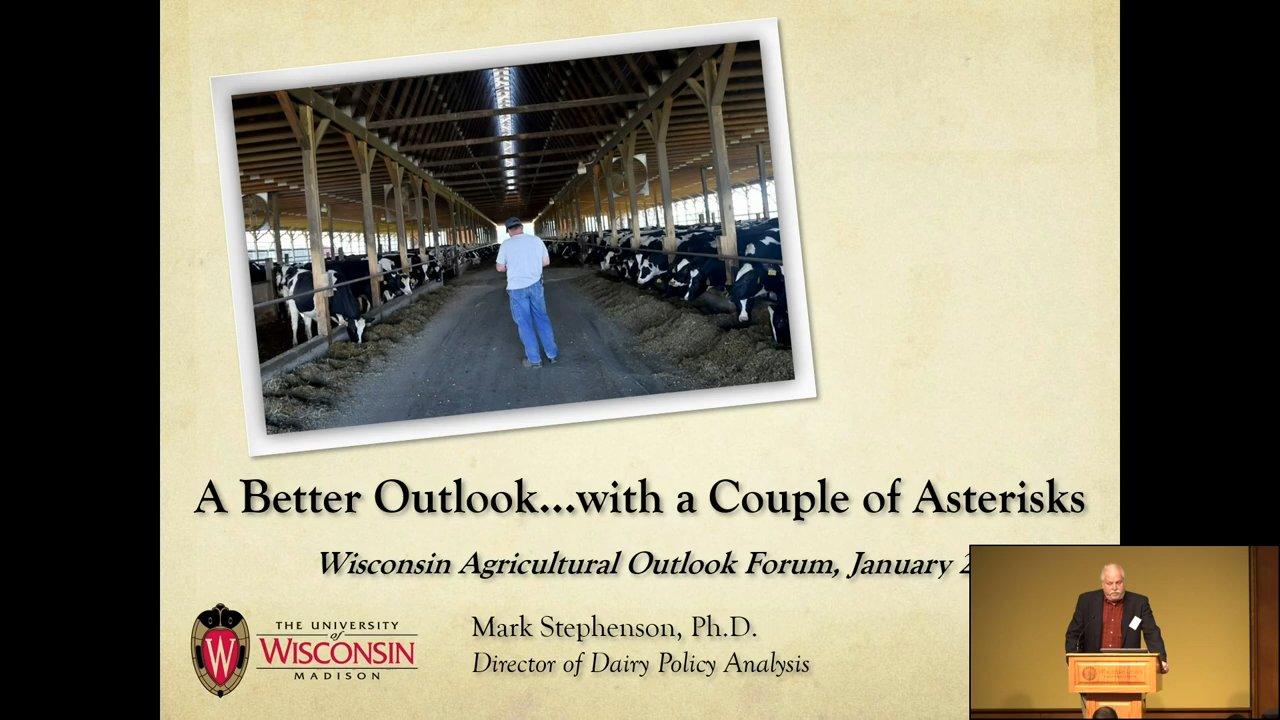 A Better Outlook...with a Couple of Asterisks
Wisconsin Agricultural Outlook Forum, January
THE UNIVERSITY
of
WISCONSIN
MADISON
W
Mark Stephenson, Ph.D.
Director of Dairy Policy Analysis